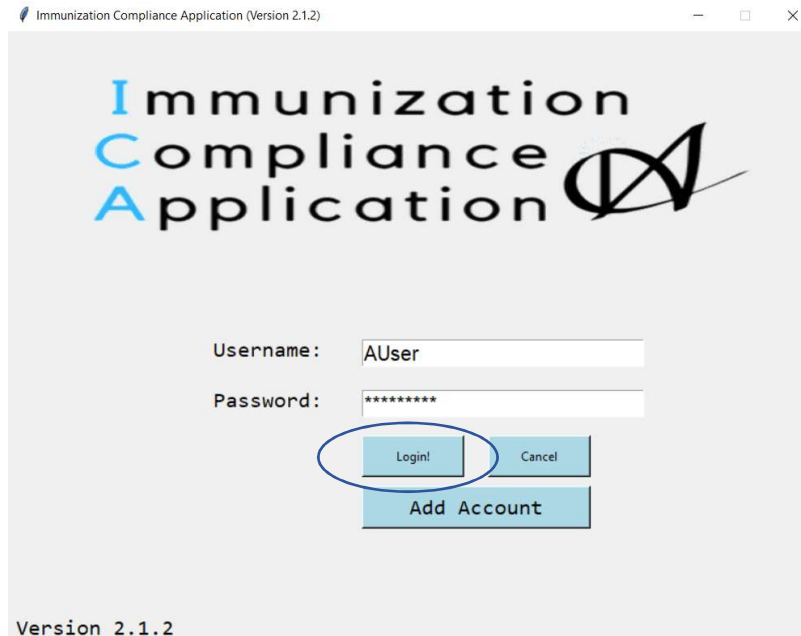 Immunization Compliance Application (Version 2.1.2)
Immunization
Compliance
Application
Username: AUser
Password: *********
Login! Cancel
Add Account
Version 2.1.2